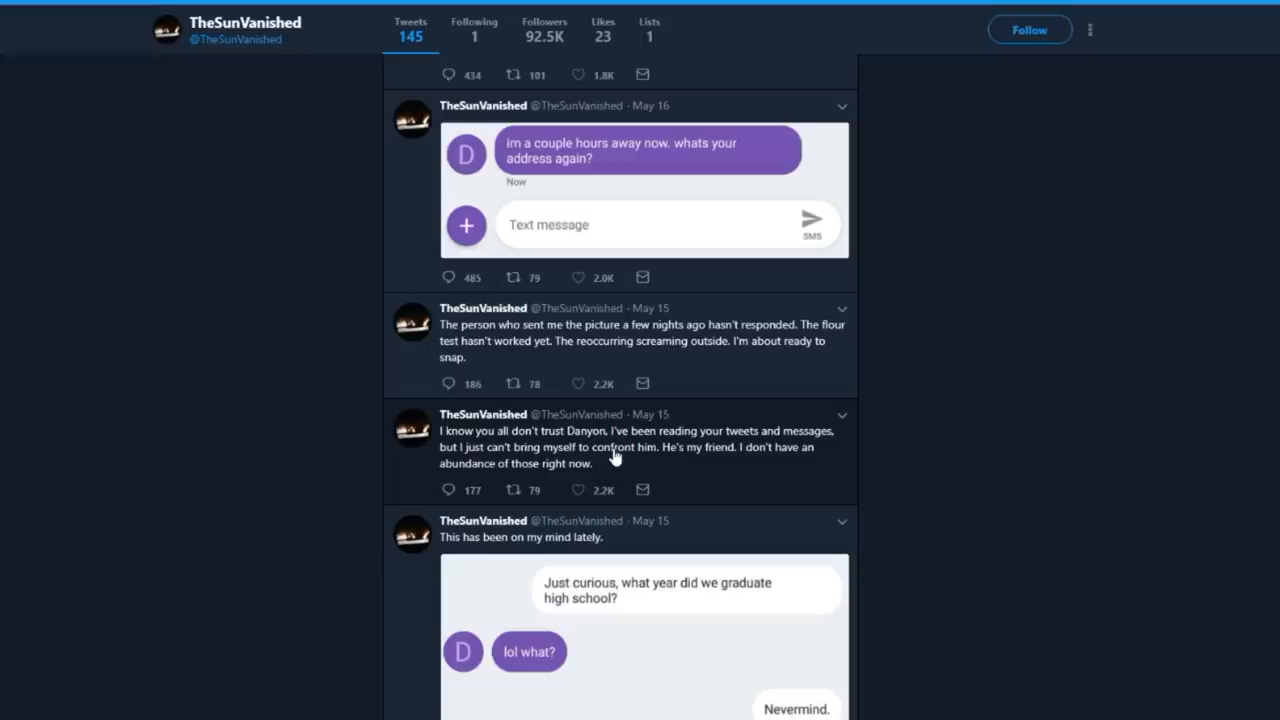 TheSunVanished
@TheSunVanished
Tweets
145
Following
1
Followers
92.5K
Likes
23
Lists
1
Follow
434 101 1.8K
TheSunVanished @TheSunVanished · May 16
D
im a couple hours away now. whats your
address again?
Now
+
Text message
SMS
485 79 2.0K
TheSunVanished @TheSunVanished · May 15
The person who sent me the picture a few nights ago hasn't responded. The flour
test hasn't worked yet. The reoccurring screaming outside. I'm about ready to
snap.
186 78 2.2K
TheSunVanished @TheSunVanished · May 15
I know you all don't trust Danyon, I've been reading your tweets and messages,
but I just can't bring myself to confront him. He's my friend. I don't have an
abundance of those right now.
177 79 2.2K
TheSunVanished @TheSunVanished · May 15
This has been on my mind lately.
Just curious, what year did we graduate
high school?
D
lol what?
Nevermind.